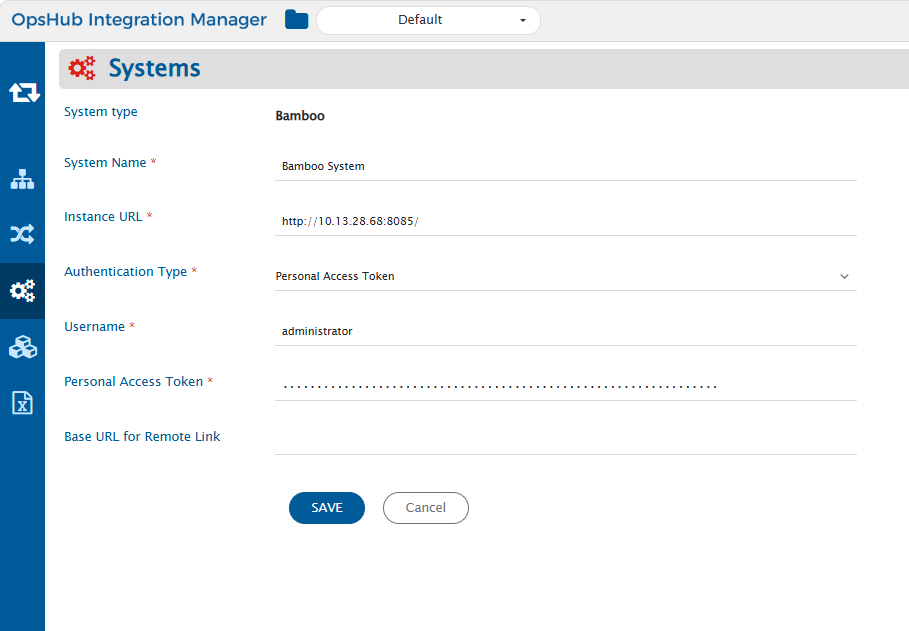 OpsHub Integration Manager
Default
Systems
System type
Bamboo
System Name *
Bamboo System
Instance URL *
http://10.13.28.68:8085/
Authentication Type *
Personal Access Token
Username *
administrator
Personal Access Token *
Base URL for Remote Link
SAVE
Cancel